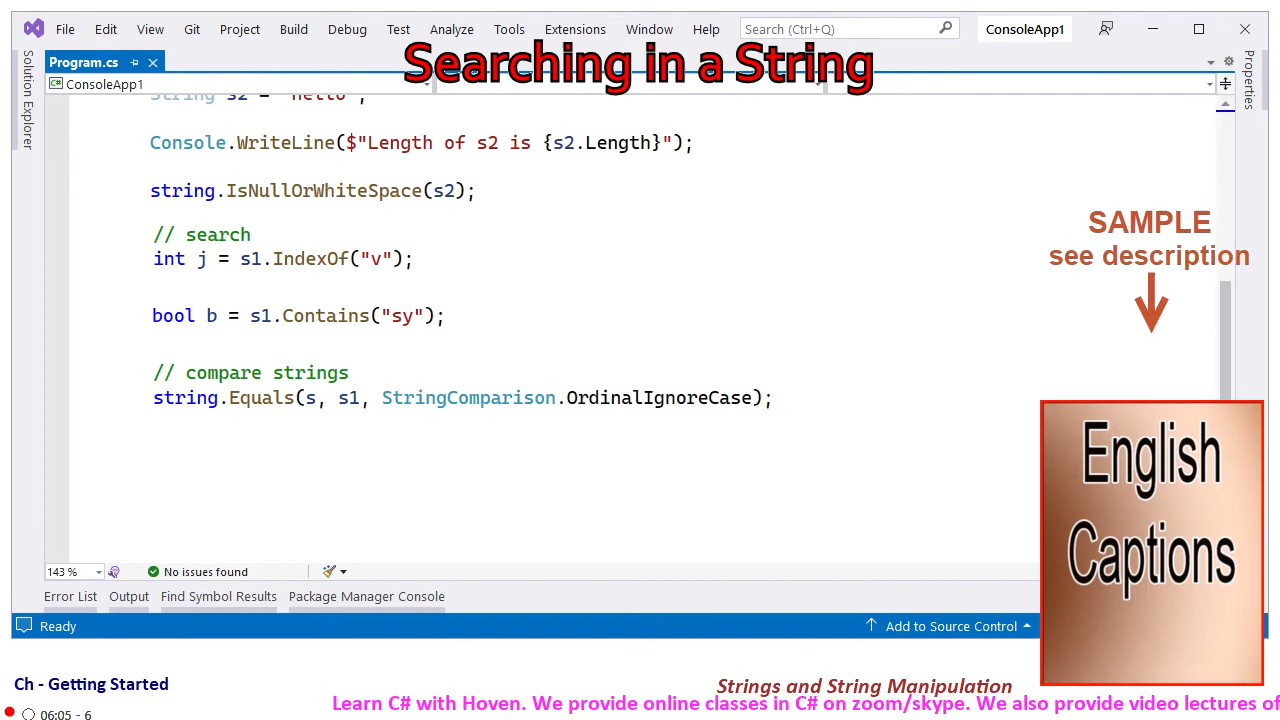 File Edit View Git Project Build Debug Test Analyze Tools Extensions Window Help Search (Ctrl+Q) ConsoleApp1
Searching in a String
Program.cs
ConsoleApp1
Solution Explorer
Properties
String s2 = "hello";
Console.WriteLine($"Length of s2 is {s2.Length}");
string.IsNullOrWhiteSpace(s2);
// search
int j = s1.IndexOf("v");
bool b = s1.Contains("sy");
// compare strings
string.Equals(s, s1, StringComparison.OrdinalIgnoreCase);
SAMPLE
see description
English
Captions
143 % No issues found
Error List Output Find Symbol Results Package Manager Console
Ready Add to Source Control
Ch - Getting Started
Strings and String Manipulation
Learn C# with Hoven. We provide online classes in C# on zoom/skype. We also provide video lectures of
06:05 - 6